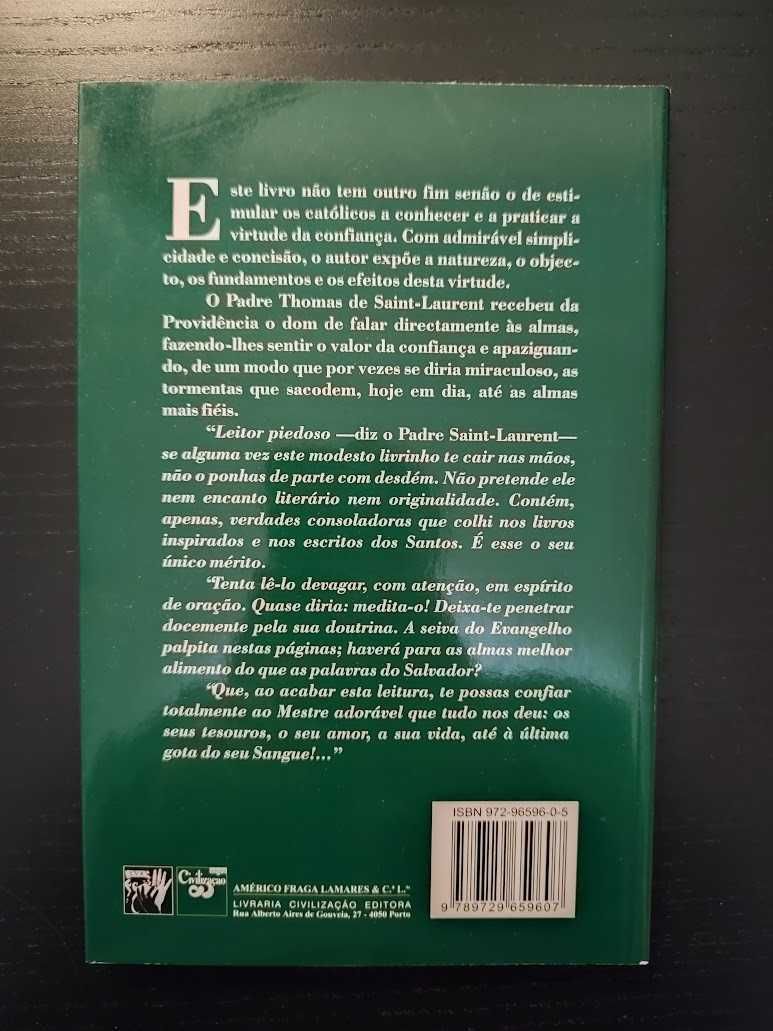 Este livro não tem outro fim senão o de esti-
mular os católicos a conhecer e a praticar a
virtude da confiança. Com admirável simpli-
cidade e concisão, o autor expõe a natureza, o objec-
to, os fundamentos e os efeitos desta virtude.
O Padre Thomas de Saint-Laurent recebeu da
Providência o dom de falar directamente às almas,
fazendo-lhes sentir o valor da confiança e apaziguan-
do, de um modo que por vezes se diria miraculoso, as
tormentas que sacodem, hoje em dia, até as almas
mais fiéis.
“Leitor piedoso —diz o Padre Saint-Laurent—
se alguma vez este modesto livrinho te cair nas mãos,
não o ponhas de parte com desdém. Não pretende ele
nem encanto literário nem originalidade. Contém,
apenas, verdades consoladoras que colhi nos livros
inspirados e nos escritos dos Santos. É esse o seu
único mérito.
“Tenta lê-lo devagar, com atenção, em espírito
de oração. Quase diria: medita-o! Deixa-te penetrar
docemente pela sua doutrina. A seiva do Evangelho
palpita nestas páginas; haverá para as almas melhor
alimento do que as palavras do Salvador?
“Que, ao acabar esta leitura, te possas confiar
totalmente ao Mestre adorável que tudo nos deu: os
seus tesouros, o seu amor, a sua vida, até à última
gota do seu Sangue!...”
ISBN 972-96596-0-5
9 789729 659607
Civilização
AMÉRICO FRAGA LAMARES & C.ª L.ᵃ
LIVRARIA CIVILIZAÇÃO EDITORA
Rua Alberto Aires de Gouveia, 27 - 4050 Porto